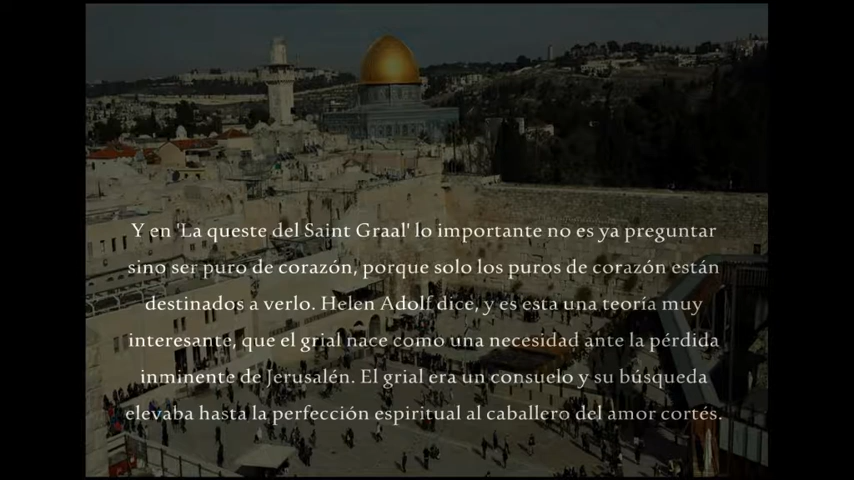 Y en 'La queste del Saint Graal' lo importante no es ya preguntar
sino ser puro de corazón, porque solo los puros de corazón están
destinados a verlo. Helen Adolf dice, y es esta una teoría muy
interesante, que el grial nace como una necesidad ante la pérdida
inminente de Jerusalén. El grial era un consuelo y su búsqueda
elevaba hasta la perfección espiritual al caballero del amor cortés.